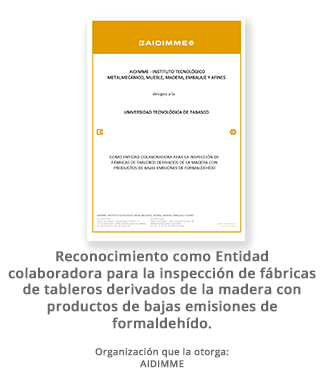 AIDIMME
AIDIMME - INSTITUTO TECNOLÓGICO
METALMECÁNICO, MUEBLE, MADERA, EMBALAJE Y AFINES
designa a la
UNIVERSIDAD TECNOLÓGICA DE TABASCO
COMO ENTIDAD COLABORADORA PARA LA INSPECCIÓN DE
FÁBRICAS DE TABLEROS DERIVADOS DE LA MADERA CON
PRODUCTOS DE BAJAS EMISIONES DE FORMALDEHÍDO
Reconocimiento como Entidad
colaboradora para la inspección de fábricas
de tableros derivados de la madera con
productos de bajas emisiones de
formaldehído.
Organización que la otorga:
AIDIMME